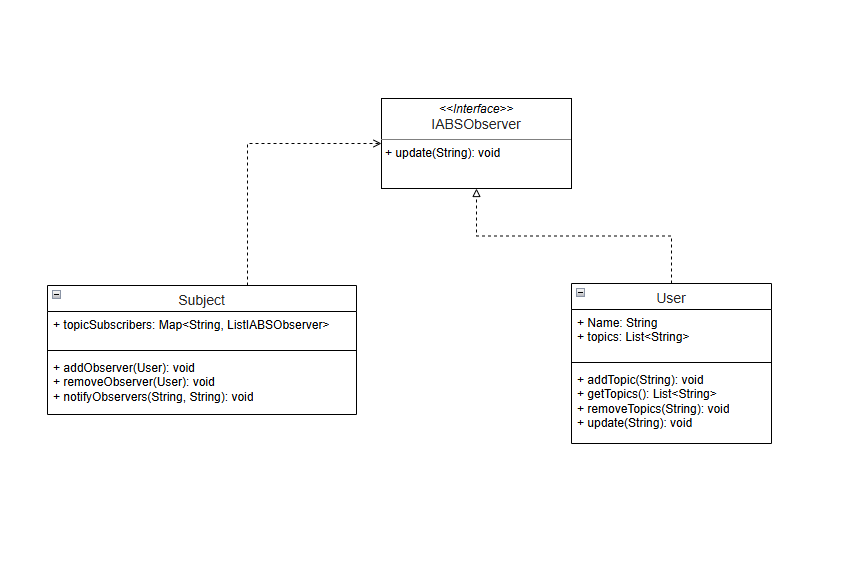 <<Interface>>
IABSObserver
+ update(String): void
Subject
+ topicSubscribers: Map<String, ListIABSObserver>
+ addObserver(User): void
+ removeObserver(User): void
+ notifyObservers(String, String): void
User
+ Name: String
+ topics: List<String>
+ addTopic(String): void
+ getTopics(): List<String>
+ removeTopics(String): void
+ update(String): void